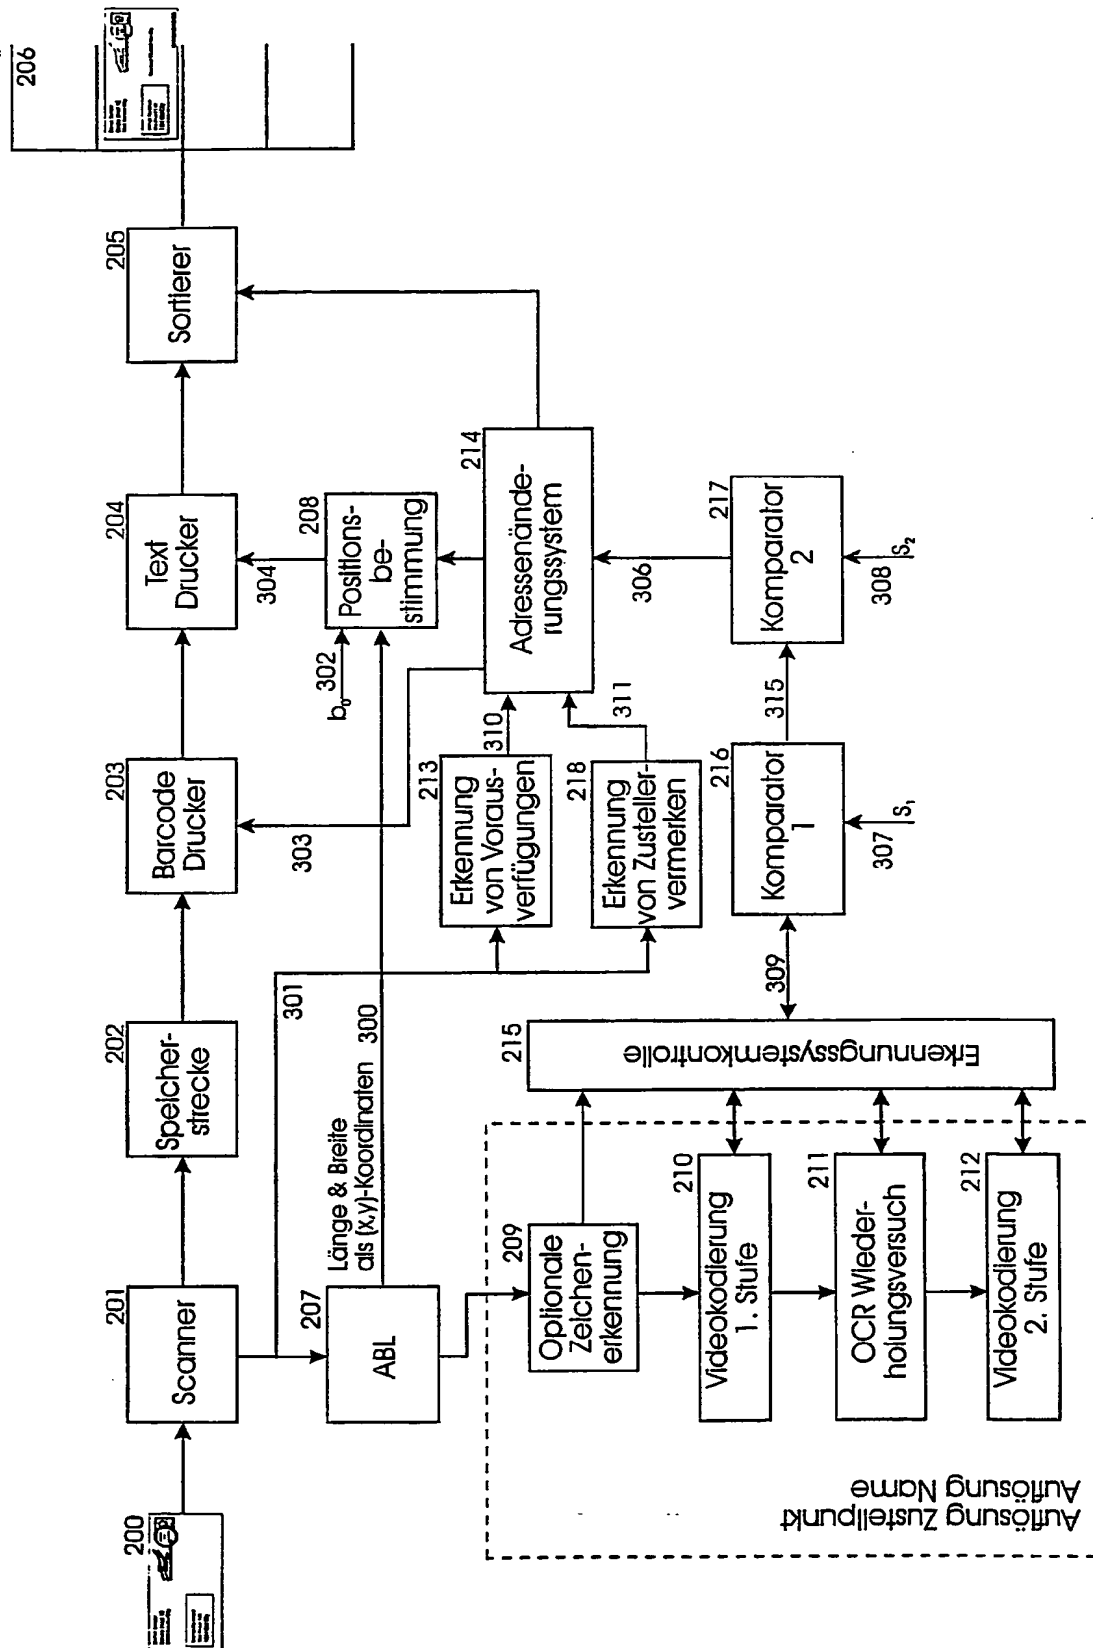 200
201
Scanner
202
Speicher-
strecke
203
Barcode
Drucker
204
Text
Drucker
205
Sortierer
206
207
ABL
Länge & Breite
als (x,y)-Koordinaten 300
301
303
304
b₀
302
208
Positions-
be-
stimmung
213
Erkennung
von Voraus-
verfügungen
310
218
Erkennung
von Zusteller-
vermerken
311
214
Adressenände-
rungssystem
306
209
Optionale
Zeichen-
erkennung
210
Videokodierung
1. Stufe
211
OCR Wieder-
holungsversuch
212
Videokodierung
2. Stufe
215
Erkennungssystemkontrolle
309
216
Komparator
1
307
S₁
315
217
Komparator
2
308
S₂
Auflösung Zustellpunkt
Auflösung Name